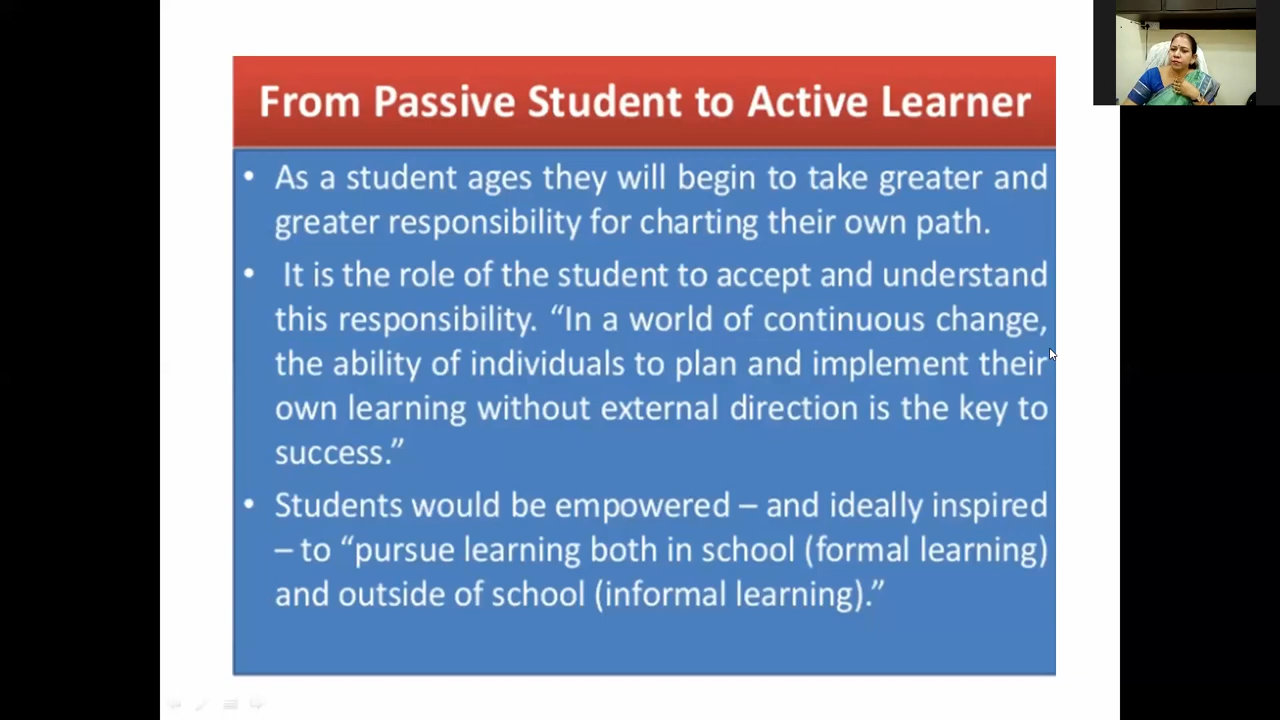 From Passive Student to Active Learner
• As a student ages they will begin to take greater and
greater responsibility for charting their own path.
• It is the role of the student to accept and understand
this responsibility. “In a world of continuous change,
the ability of individuals to plan and implement their
own learning without external direction is the key to
success.”
• Students would be empowered – and ideally inspired
– to “pursue learning both in school (formal learning)
and outside of school (informal learning).”